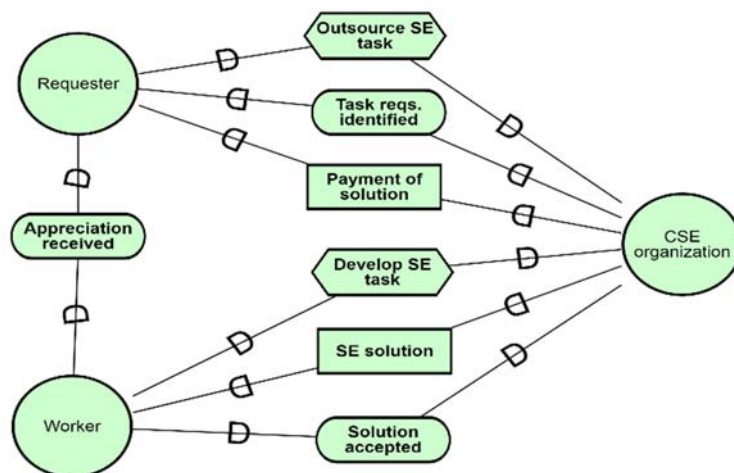 Outsource SE
task
Requester
Task reqs.
identified
Payment of
solution
Appreciation
received
CSE
organization
Develop SE
task
SE solution
Worker
Solution
accepted